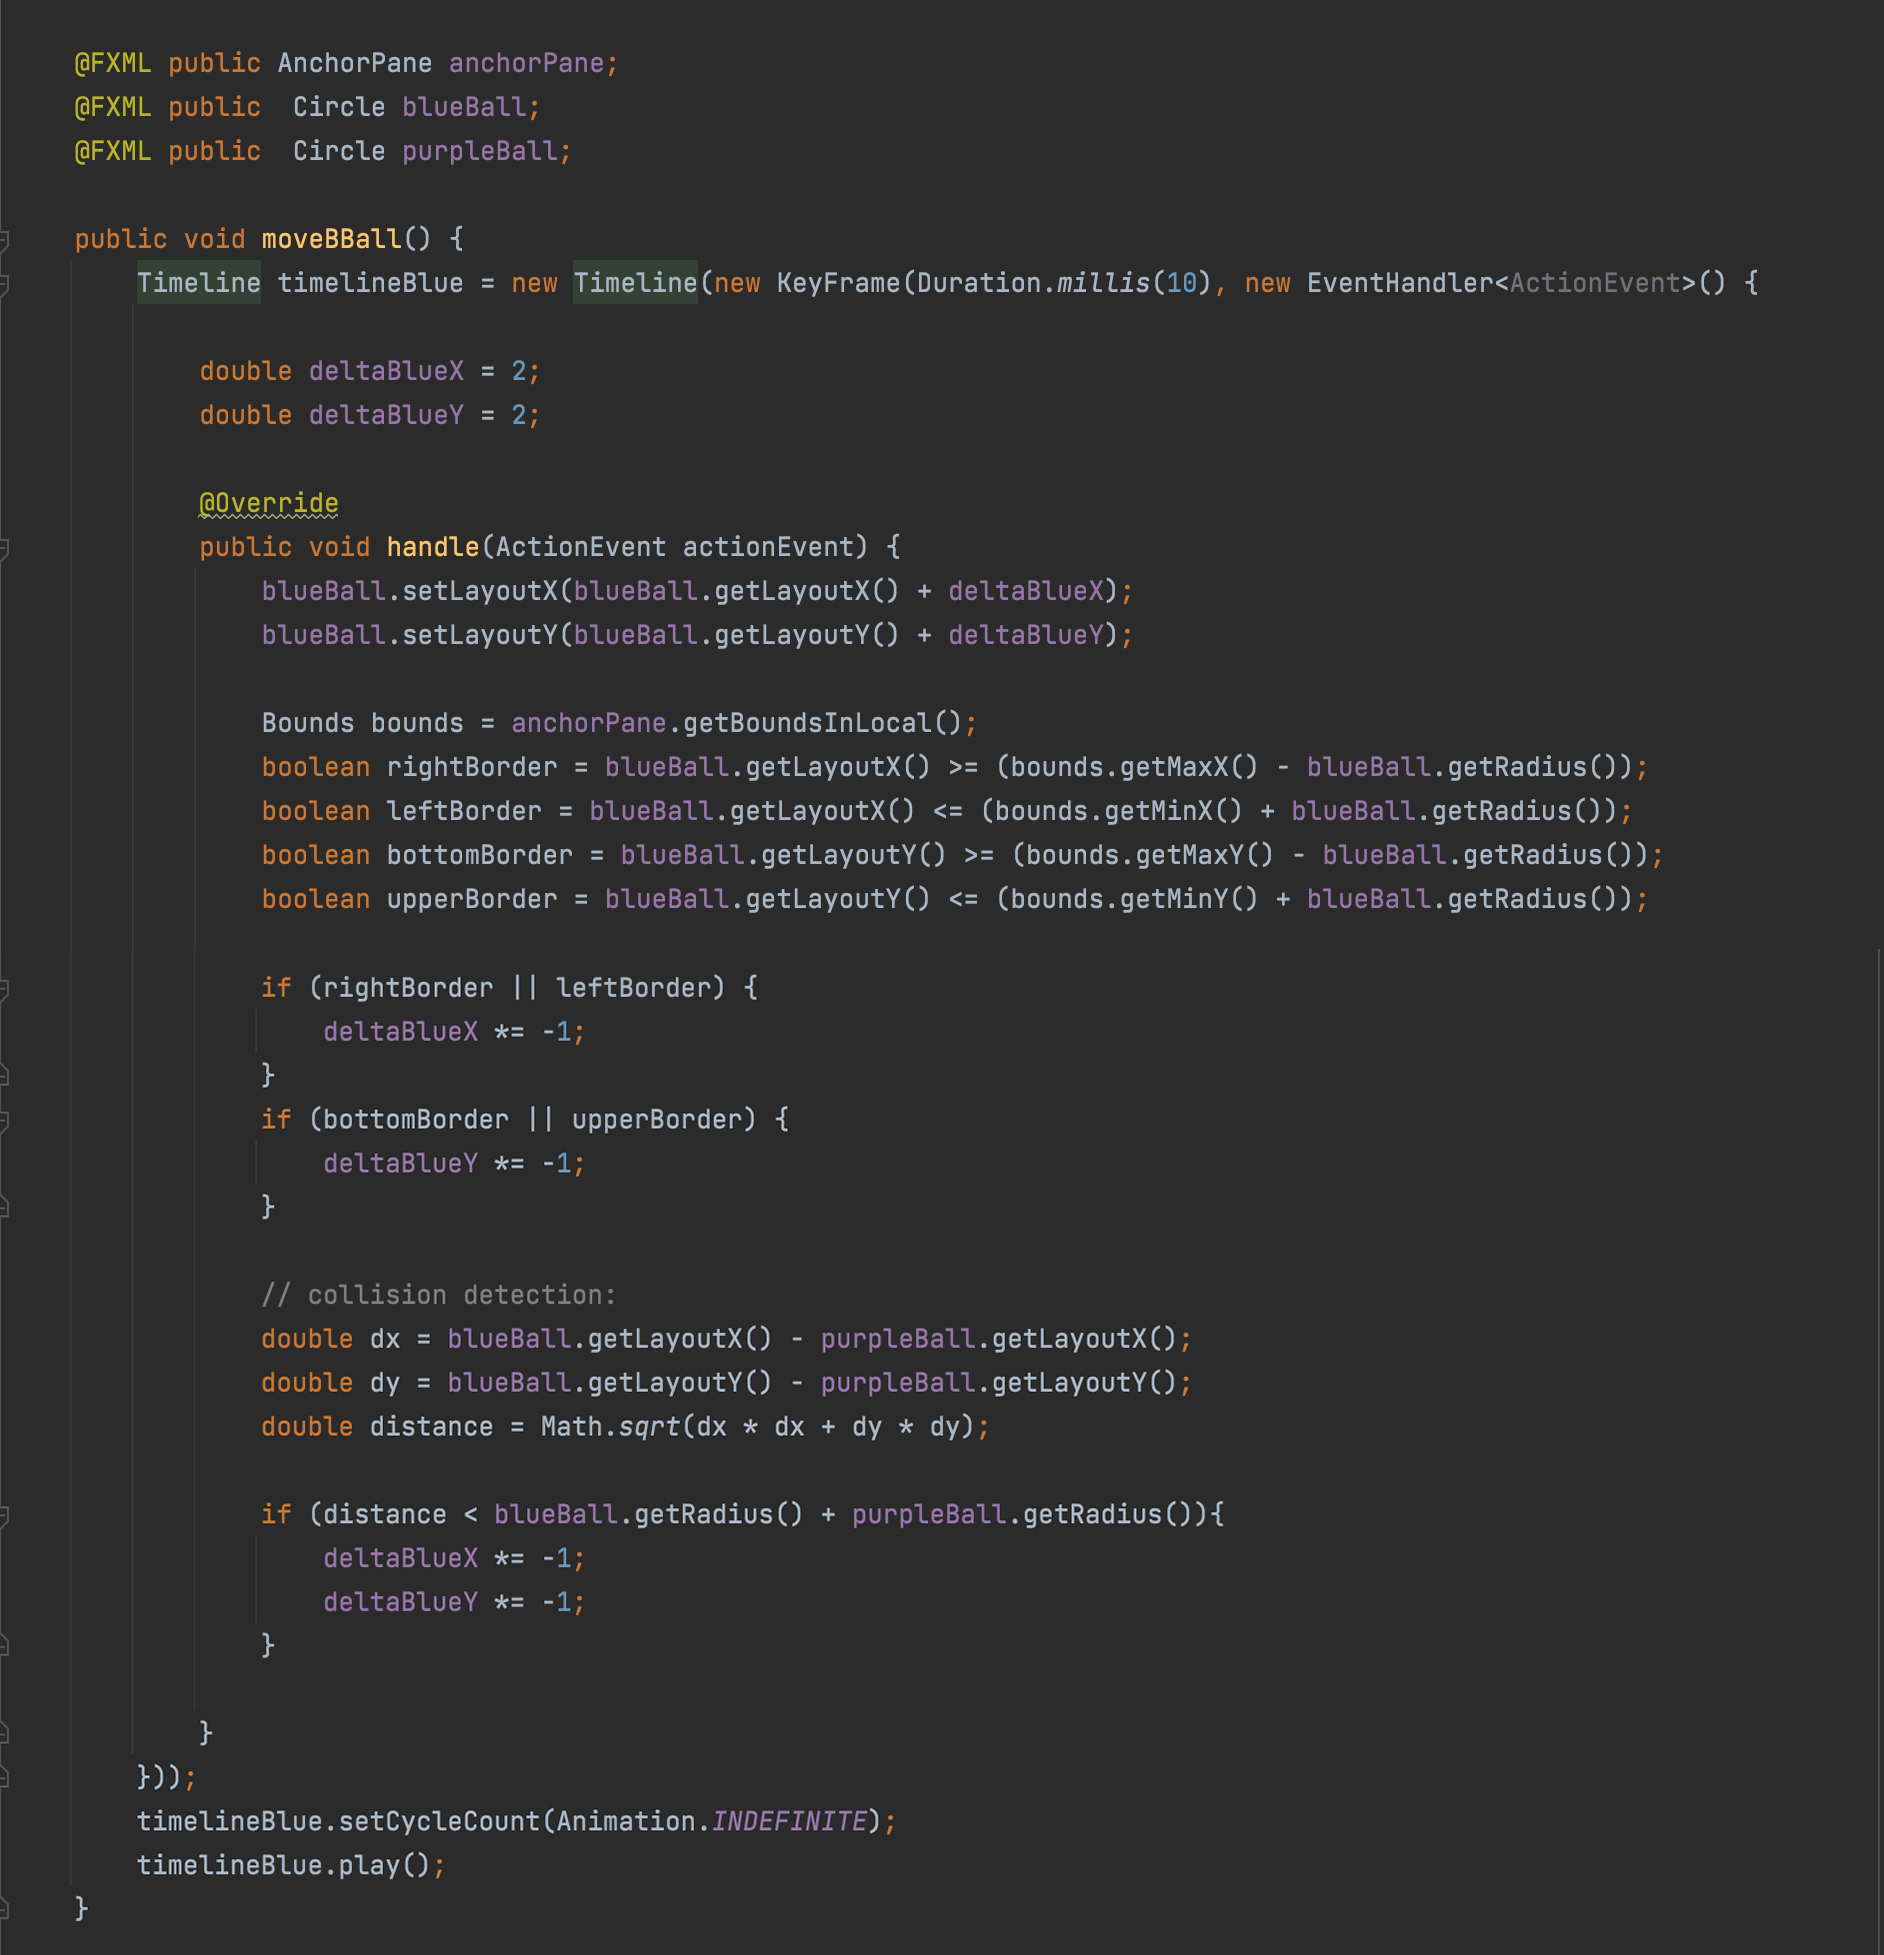 @FXML public AnchorPane anchorPane;
@FXML public  Circle blueBall;
@FXML public  Circle purpleBall;
public void moveBBall() {
Timeline timelineBlue = new Timeline(new KeyFrame(Duration.millis(10), new EventHandler<ActionEvent>() {
double deltaBlueX = 2;
double deltaBlueY = 2;
@Override
public void handle(ActionEvent actionEvent) {
blueBall.setLayoutX(blueBall.getLayoutX() + deltaBlueX);
blueBall.setLayoutY(blueBall.getLayoutY() + deltaBlueY);
Bounds bounds = anchorPane.getBoundsInLocal();
boolean rightBorder = blueBall.getLayoutX() >= (bounds.getMaxX() - blueBall.getRadius());
boolean leftBorder = blueBall.getLayoutX() <= (bounds.getMinX() + blueBall.getRadius());
boolean bottomBorder = blueBall.getLayoutY() >= (bounds.getMaxY() - blueBall.getRadius());
boolean upperBorder = blueBall.getLayoutY() <= (bounds.getMinY() + blueBall.getRadius());
if (rightBorder || leftBorder) {
deltaBlueX *= -1;
}
if (bottomBorder || upperBorder) {
deltaBlueY *= -1;
}
// collision detection:
double dx = blueBall.getLayoutX() - purpleBall.getLayoutX();
double dy = blueBall.getLayoutY() - purpleBall.getLayoutY();
double distance = Math.sqrt(dx * dx + dy * dy);
if (distance < blueBall.getRadius() + purpleBall.getRadius()){
deltaBlueX *= -1;
deltaBlueY *= -1;
}
}
}));
timelineBlue.setCycleCount(Animation.INDEFINITE);
timelineBlue.play();
}